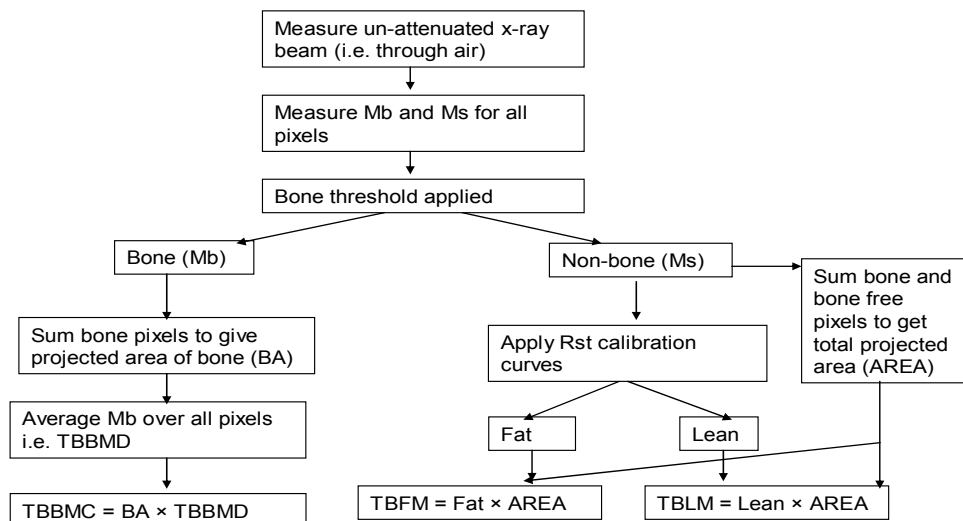 Measure un-attenuated x-ray
beam (i.e. through air)
Measure Mb and Ms for all
pixels
Bone threshold applied
Bone (Mb)
Non-bone (Ms)
Sum bone and
bone free
pixels to get
total projected
area (AREA)
Sum bone pixels to give
projected area of bone (BA)
Apply Rst calibration
curves
Average Mb over all pixels
i.e. TBBMD
Fat
Lean
TBBMC = BA × TBBMD
TBFM = Fat × AREA
TBLM = Lean × AREA